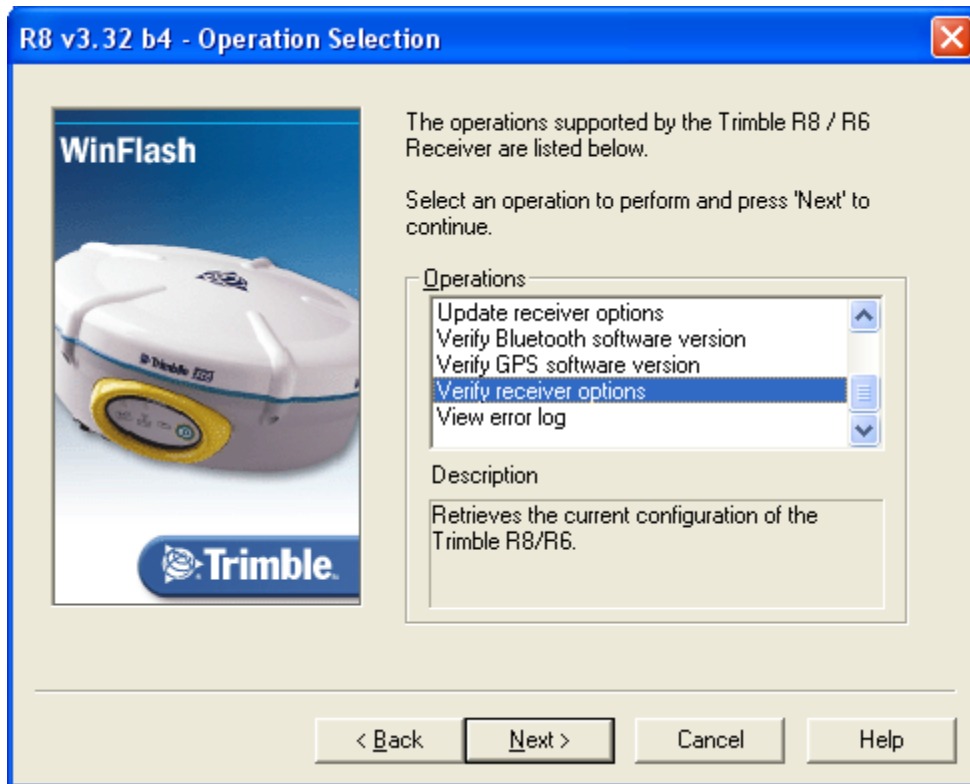 R8 v3.32 b4 - Operation Selection
WinFlash
Trimble
Trimble.
The operations supported by the Trimble R8 / R6
Receiver are listed below.
Select an operation to perform and press 'Next' to
continue.
Operations
Update receiver options
Verify Bluetooth software version
Verify GPS software version
Verify receiver options
View error log
Description
Retrieves the current configuration of the
Trimble R8/R6.
< Back
Next >
Cancel
Help